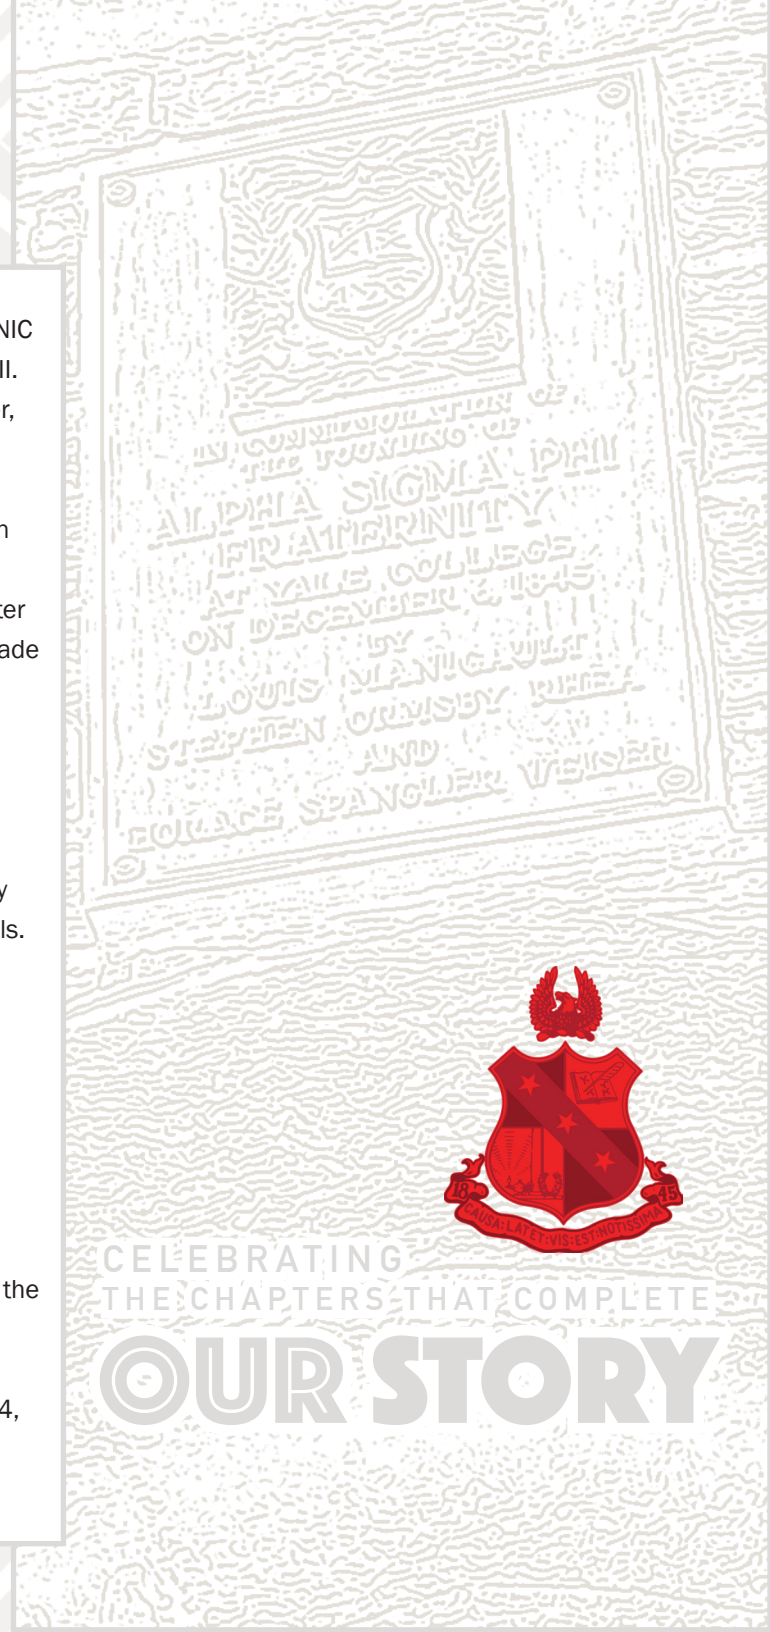 NIC
II.
r,
n
ter
ade
y
ls.
the
4,
IN COMMEMORATION OF
THE FOUNDING OF
ALPHA SIGMA PHI
FRATERNITY
AT YALE COLLEGE
ON DECEMBER 6, 1845
BY
LOUIS MANIGAULT
STEPHEN ORMSBY RHEA
AND
HORACE SPANGLER WEISER
18
45
CAUSA:LATET:VIS:EST:NOTISSIMA
CELEBRATING
THE CHAPTERS THAT COMPLETE
OUR STORY